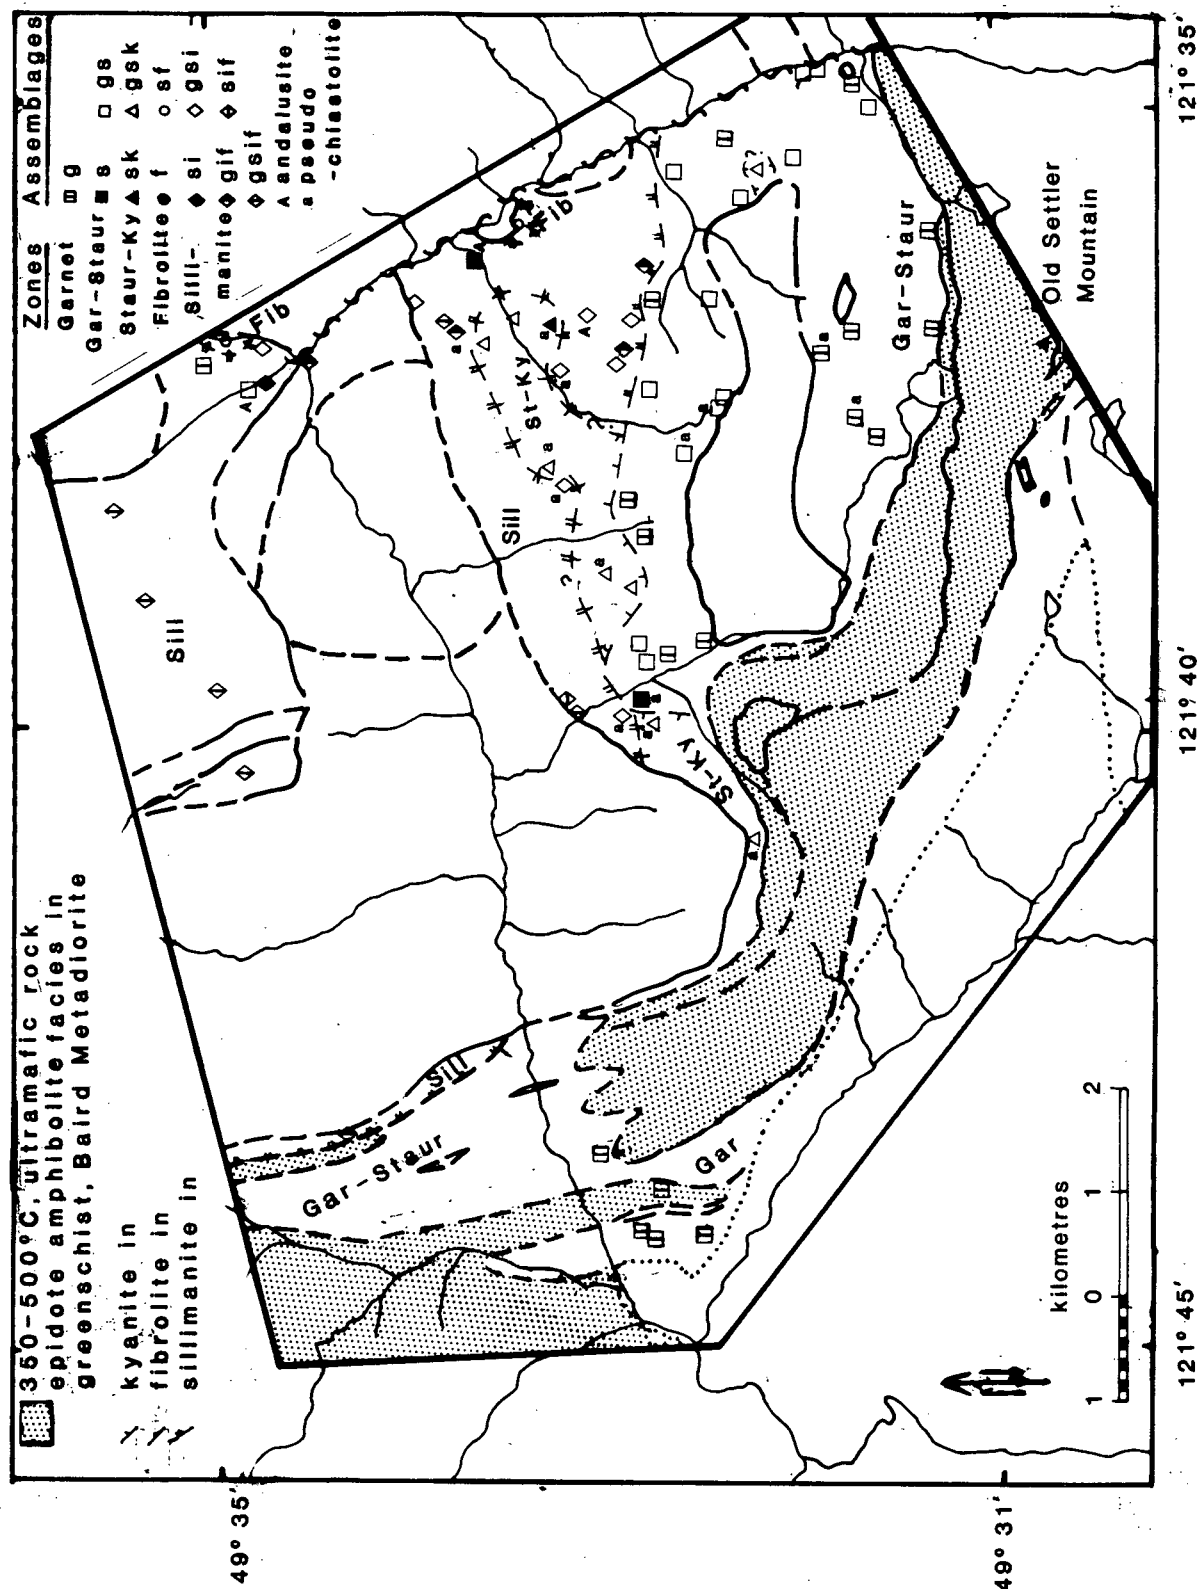 350-500°C, ultramafic rock
epidote amphibolite facies in
greenschist, Baird Metadiorite
kyanite in
fibrolite in
sillimanite in
Zones Assemblages
Garnet g
Gar-Staur s gs
Staur-Ky sk gsk
Fibrolite f sf
Silli- si gsi
manite gif sif
gsif
A andalusite
a pseudo
-chiastolite
Fib
Fib
Sill
Sill
Sill
St-Ky
St-Ky
Gar-Staur
Gar-Staur
Gar
Old Settler
Mountain
kilometres
1 0 1 2
49° 35'
49° 31'
121° 45'
121° 40'
121° 35'
A
A
a
a
a
a
a
a
a
a
a
a
a
a
a
?
?
?